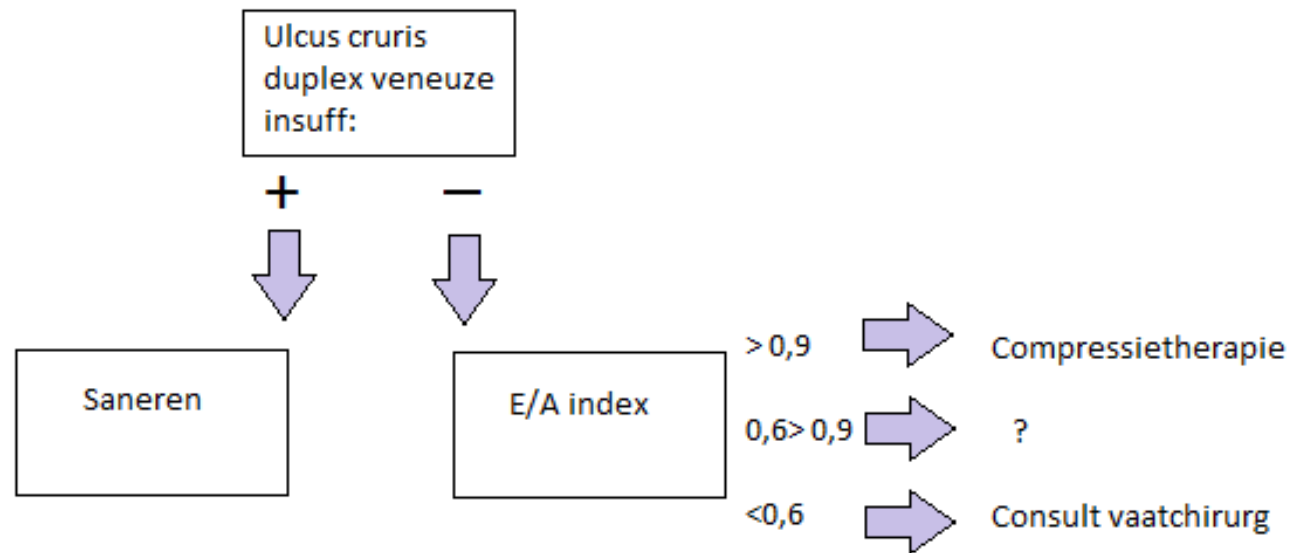 Ulcus cruris
duplex veneuze
insuff:
+ −
Saneren
E/A index
> 0,9 Compressietherapie
0,6> 0,9 ?
<0,6 Consult vaatchirurg